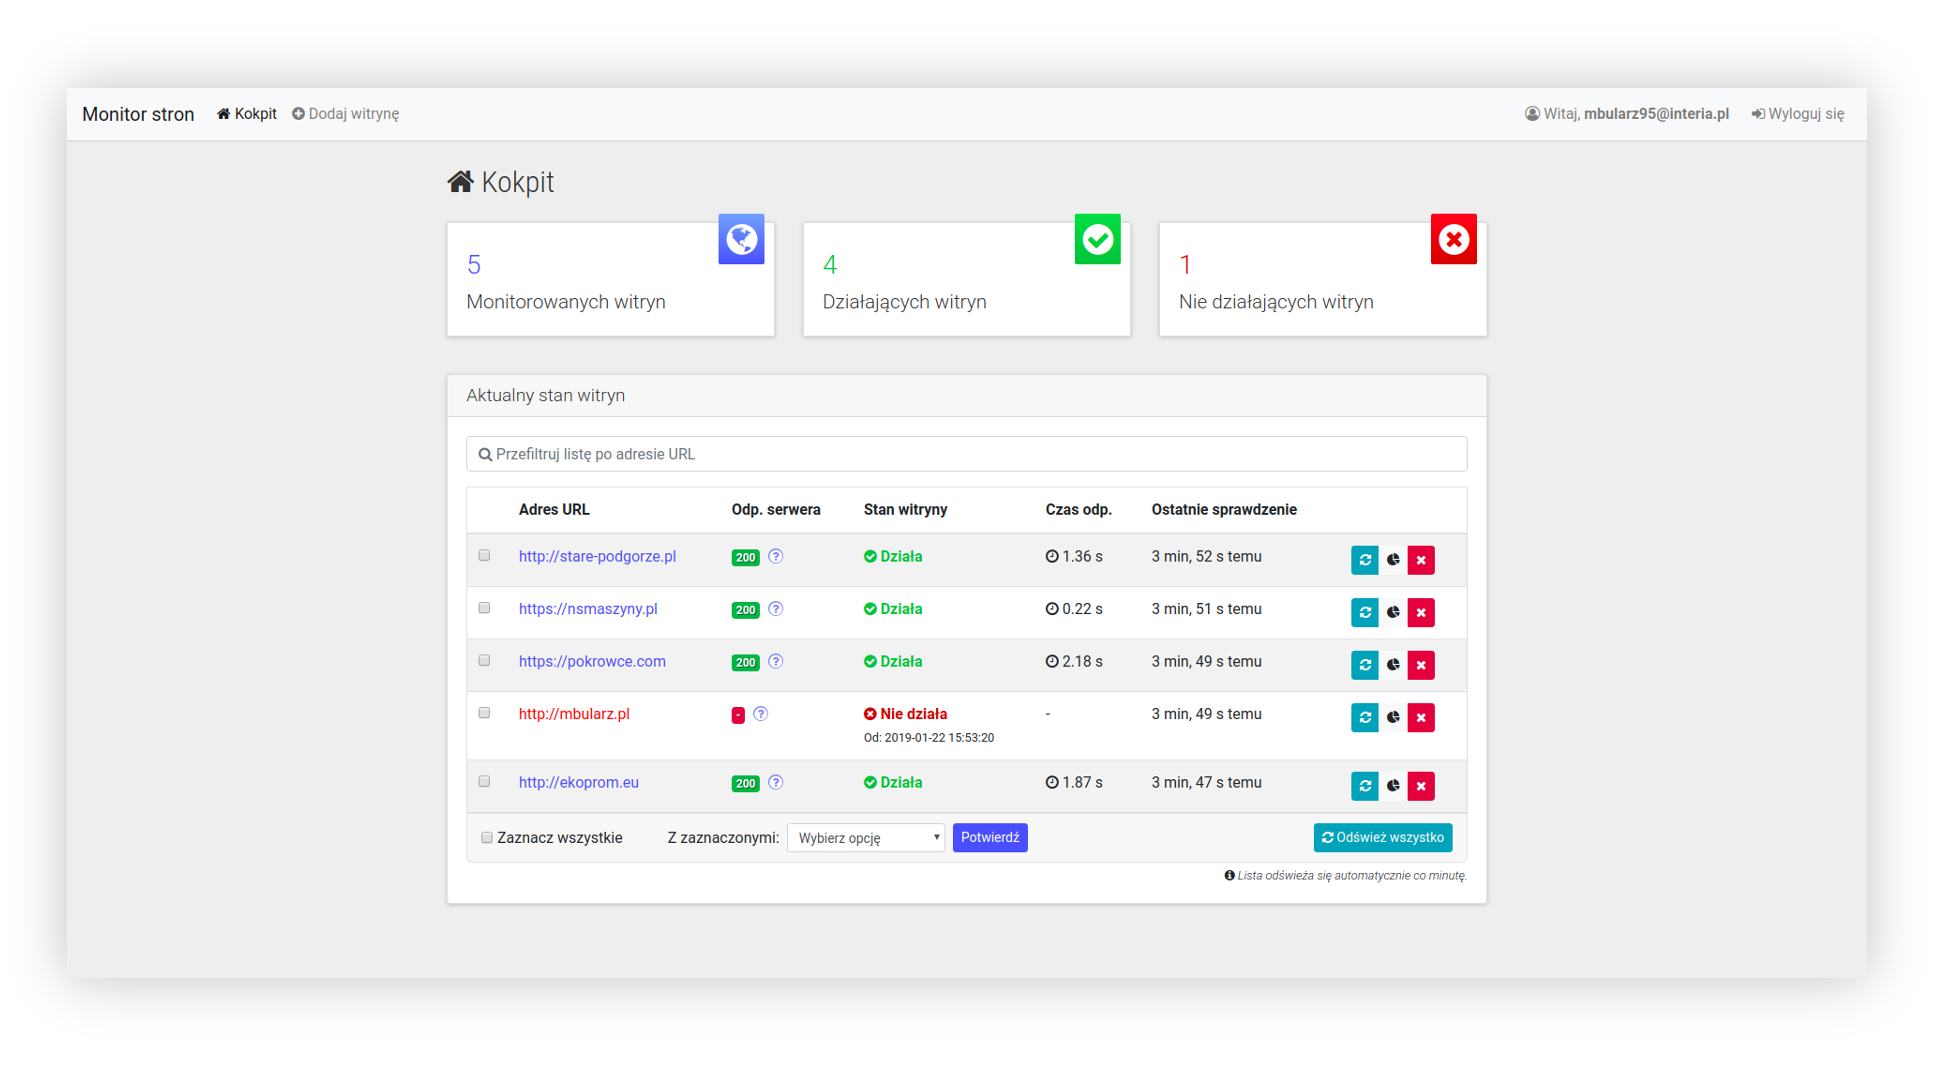 Monitor stron Kokpit Dodaj witrynę Witaj, mbularz95@interia.pl Wyloguj się
Kokpit
5
Monitorowanych witryn
4
Działających witryn
1
Nie działających witryn
Aktualny stan witryn
Przefiltruj listę po adresie URL
Adres URL Odp. serwera Stan witryny Czas odp. Ostatnie sprawdzenie
http://stare-podgorze.pl 200 ? Działa 1.36 s 3 min, 52 s temu
https://nsmaszyny.pl 200 ? Działa 0.22 s 3 min, 51 s temu
https://pokrowce.com 200 ? Działa 2.18 s 3 min, 49 s temu
http://mbularz.pl - ? Nie działa - 3 min, 49 s temu
Od: 2019-01-22 15:53:20
http://ekoprom.eu 200 ? Działa 1.87 s 3 min, 47 s temu
Zaznacz wszystkie Z zaznaczonymi: Wybierz opcję Potwierdź Odśwież wszystko
Lista odświeża się automatycznie co minutę.